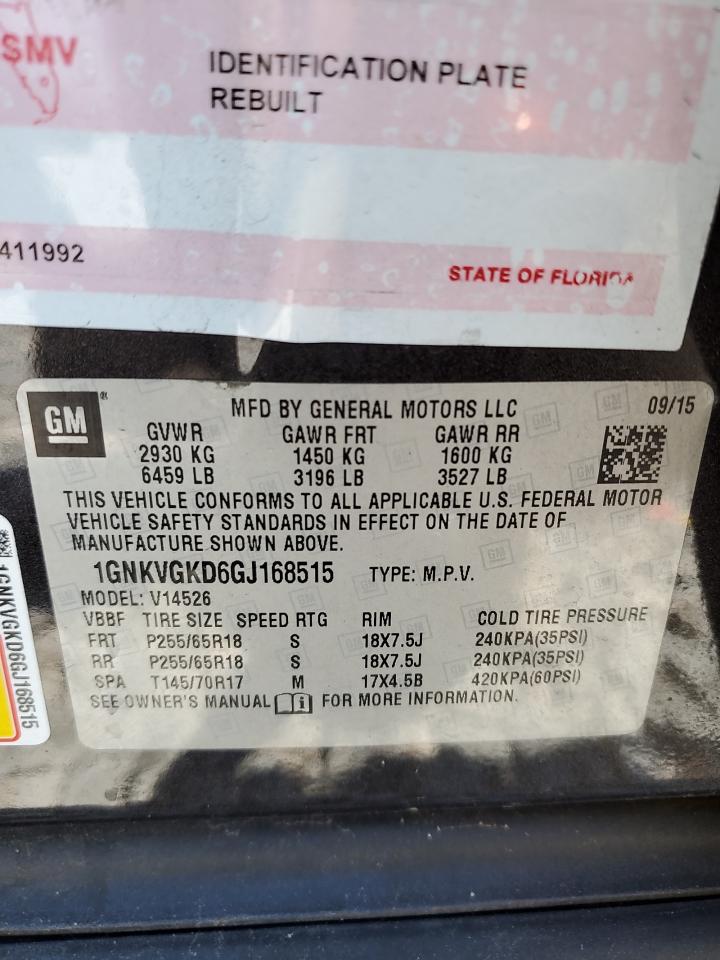 SMV
IDENTIFICATION PLATE
REBUILT
411992
STATE OF FLORIDA
GM
®
MFD BY GENERAL MOTORS LLC 09/15
GVWR GAWR FRT GAWR RR
2930 KG 1450 KG 1600 KG
6459 LB 3196 LB 3527 LB
THIS VEHICLE CONFORMS TO ALL APPLICABLE U.S. FEDERAL MOTOR
VEHICLE SAFETY STANDARDS IN EFFECT ON THE DATE OF
MANUFACTURE SHOWN ABOVE.
1GNKVGKD6GJ168515 TYPE: M.P.V.
MODEL: V14526
VBBF TIRE SIZE SPEED RTG RIM COLD TIRE PRESSURE
FRT P255/65R18 S 18X7.5J 240KPA(35PSI)
RR P255/65R18 S 18X7.5J 240KPA(35PSI)
SPA T145/70R17 M 17X4.5B 420KPA(60PSI)
SEE OWNER'S MANUAL i FOR MORE INFORMATION.
1GNKVGKD6GJ168515